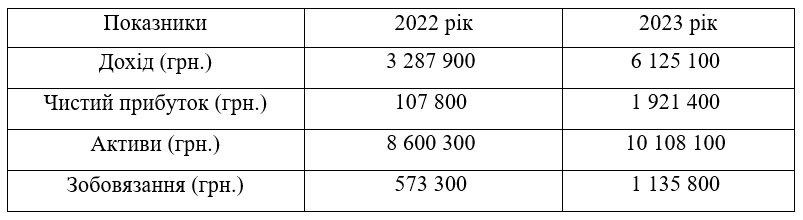 Показники 2022 рік 2023 рік
Дохід (грн.) 3 287 900 6 125 100
Чистий прибуток (грн.) 107 800 1 921 400
Активи (грн.) 8 600 300 10 108 100
Зобовязання (грн.) 573 300 1 135 800